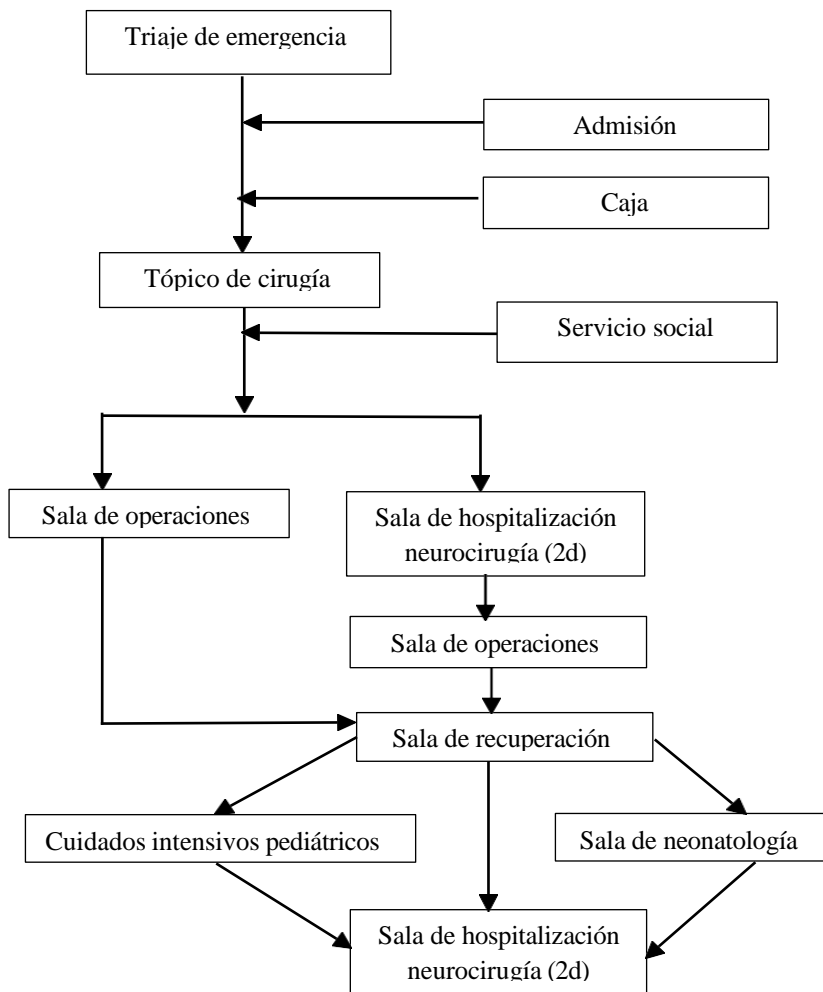 Triaje de emergencia
Admisión
Caja
Tópico de cirugía
Servicio social
Sala de operaciones
Sala de hospitalización
neurocirugía (2d)
Sala de operaciones
Sala de recuperación
Cuidados intensivos pediátricos
Sala de neonatología
Sala de hospitalización
neurocirugía (2d)